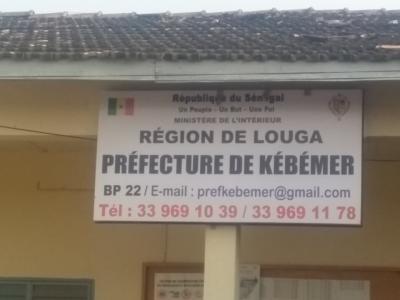 République du Sénégal
Un Peuple - Un But - Une Foi
MINISTÈRE DE L'INTÉRIEUR
RÉGION DE LOUGA
PRÉFECTURE DE KÉBÉMER
BP 22 / E-mail : prefkebemer@gmail.com
Tél : 33 969 10 39 / 33 969 11 78